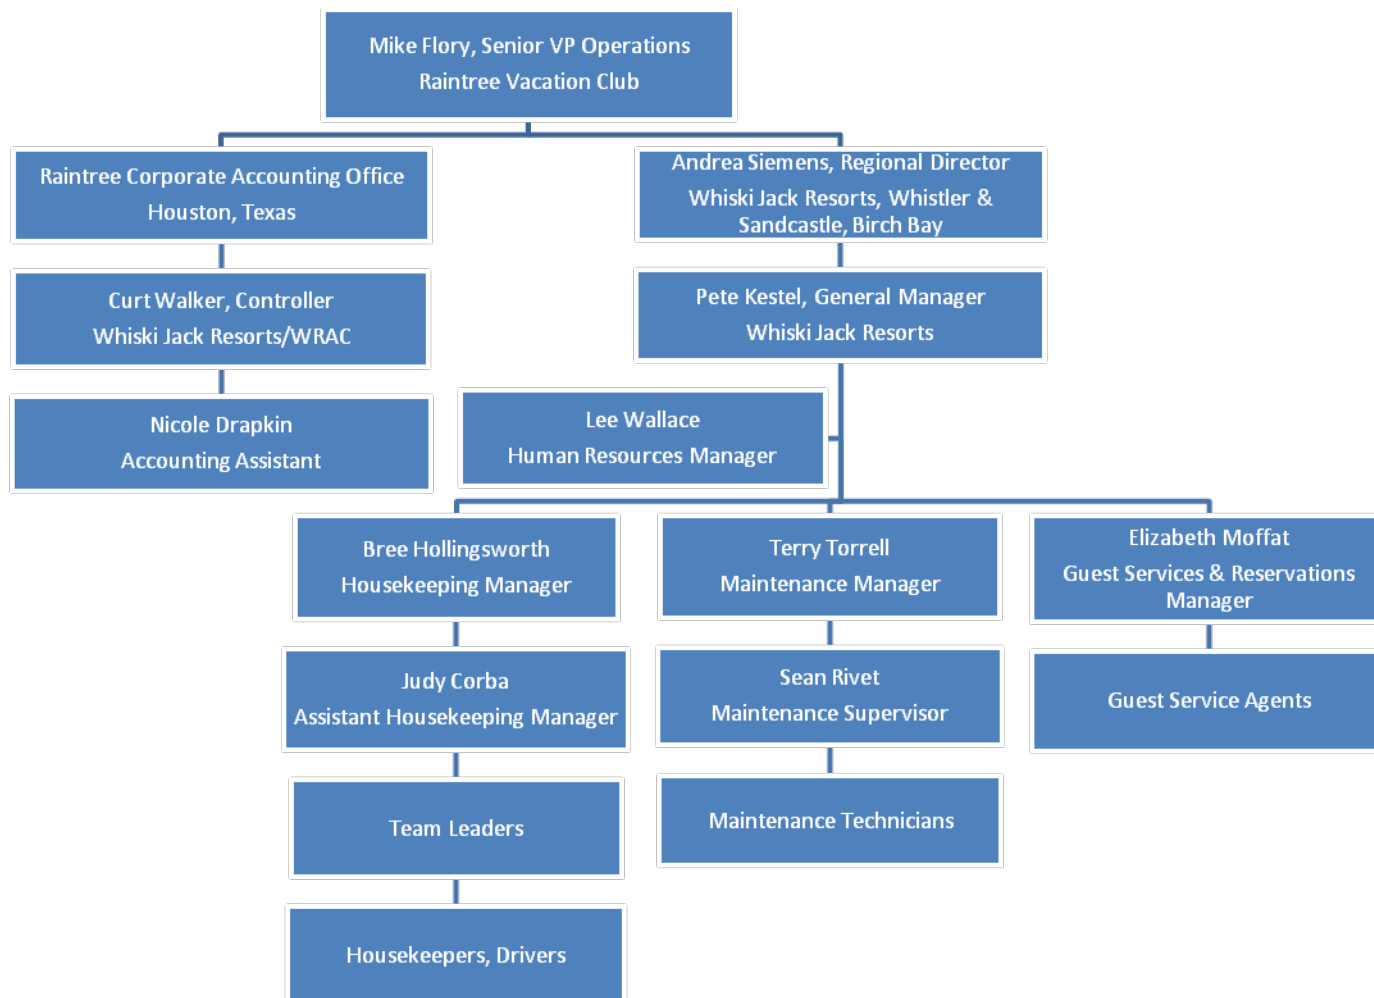 Mike Flory, Senior VP Operations
Raintree Vacation Club
Raintree Corporate Accounting Office
Houston, Texas
Andrea Siemens, Regional Director
Whiski Jack Resorts, Whistler &
Sandcastle, Birch Bay
Curt Walker, Controller
Whiski Jack Resorts/WRAC
Pete Kestel, General Manager
Whiski Jack Resorts
Nicole Drapkin
Accounting Assistant
Lee Wallace
Human Resources Manager
Bree Hollingsworth
Housekeeping Manager
Terry Torrell
Maintenance Manager
Elizabeth Moffat
Guest Services & Reservations
Manager
Judy Corba
Assistant Housekeeping Manager
Sean Rivet
Maintenance Supervisor
Guest Service Agents
Team Leaders
Maintenance Technicians
Housekeepers, Drivers